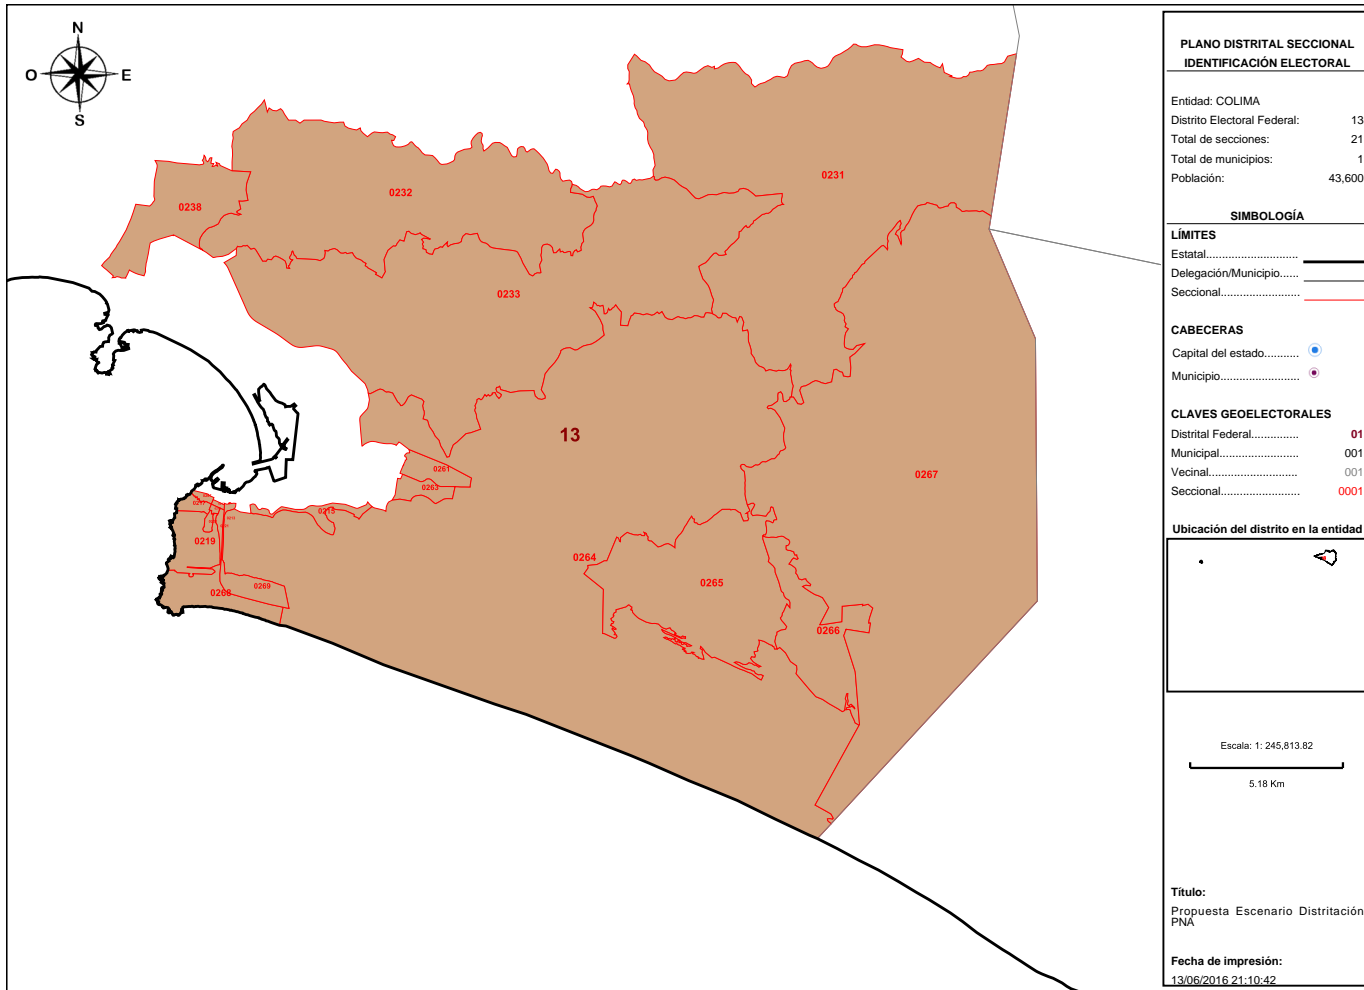 N
O
E
S
0231
0232
0238
0233
13
0261
0263
0267
0215
0219
0264
0265
0269
0268
0266
PLANO DISTRITAL SECCIONAL
IDENTIFICACIÓN ELECTORAL
Entidad: COLIMA
Distrito Electoral Federal: 13
Total de secciones: 21
Total de municipios: 1
Población: 43,600
SIMBOLOGÍA
LÍMITES
Estatal............................
Delegación/Municipio......
Seccional........................
CABECERAS
Capital del estado..........
Municipio.........................
CLAVES GEOELECTORALES
Distrital Federal.............. 01
Municipal........................ 001
Vecinal........................... 001
Seccional........................ 0001
Ubicación del distrito en la entidad
Escala: 1: 245,813.82
5.18 Km
Título:
Propuesta Escenario Distritación
PNA
Fecha de impresión:
13/06/2016 21:10:42